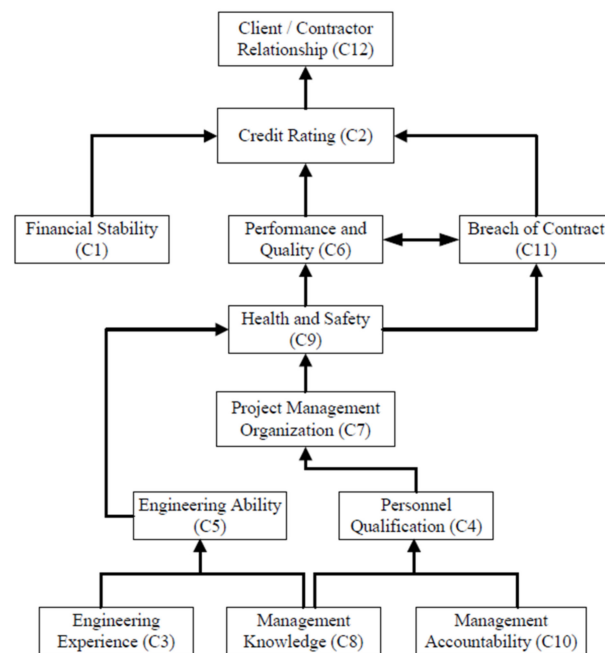 Client / Contractor
Relationship (C12)
Credit Rating (C2)
Financial Stability
(C1)
Performance and
Quality (C6)
Breach of Contract
(C11)
Health and Safety
(C9)
Project Management
Organization (C7)
Engineering Ability
(C5)
Personnel
Qualification (C4)
Engineering
Experience (C3)
Management
Knowledge (C8)
Management
Accountability (C10)